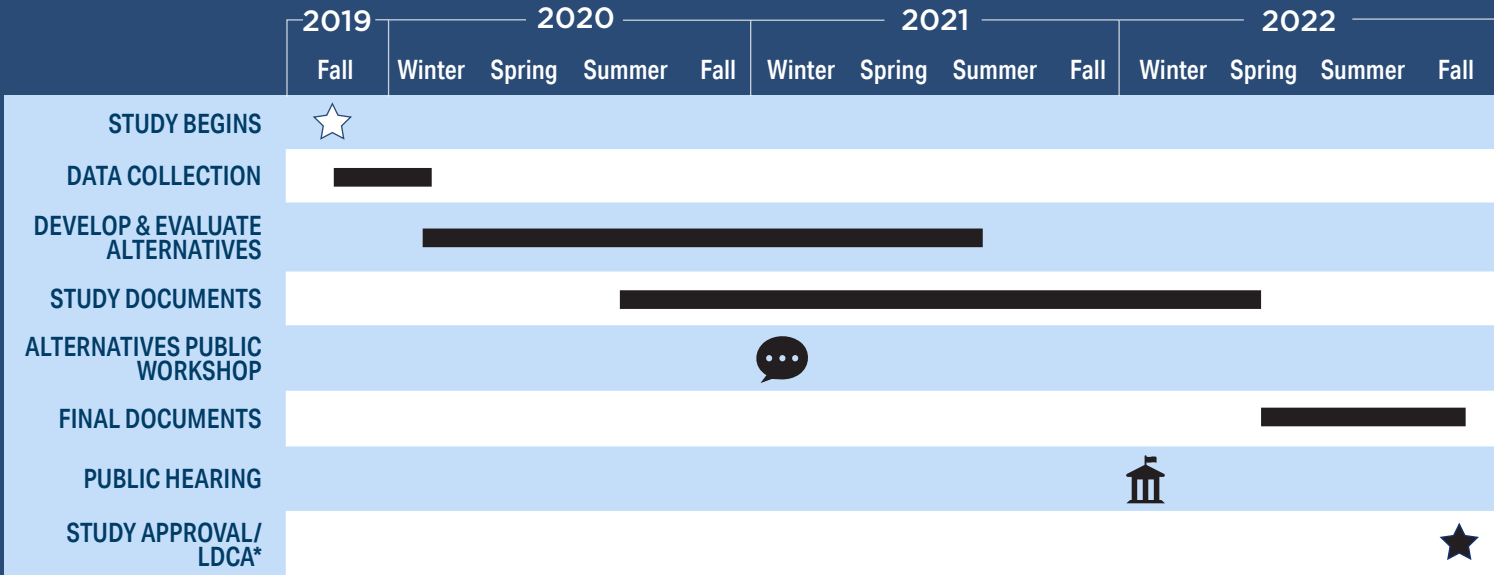 2019 2020 2021 2022
Fall Winter Spring Summer Fall Winter Spring Summer Fall Winter Spring Summer Fall
STUDY BEGINS
DATA COLLECTION
DEVELOP & EVALUATE
ALTERNATIVES
STUDY DOCUMENTS
ALTERNATIVES PUBLIC
WORKSHOP
FINAL DOCUMENTS
PUBLIC HEARING
STUDY APPROVAL/
LDCA*